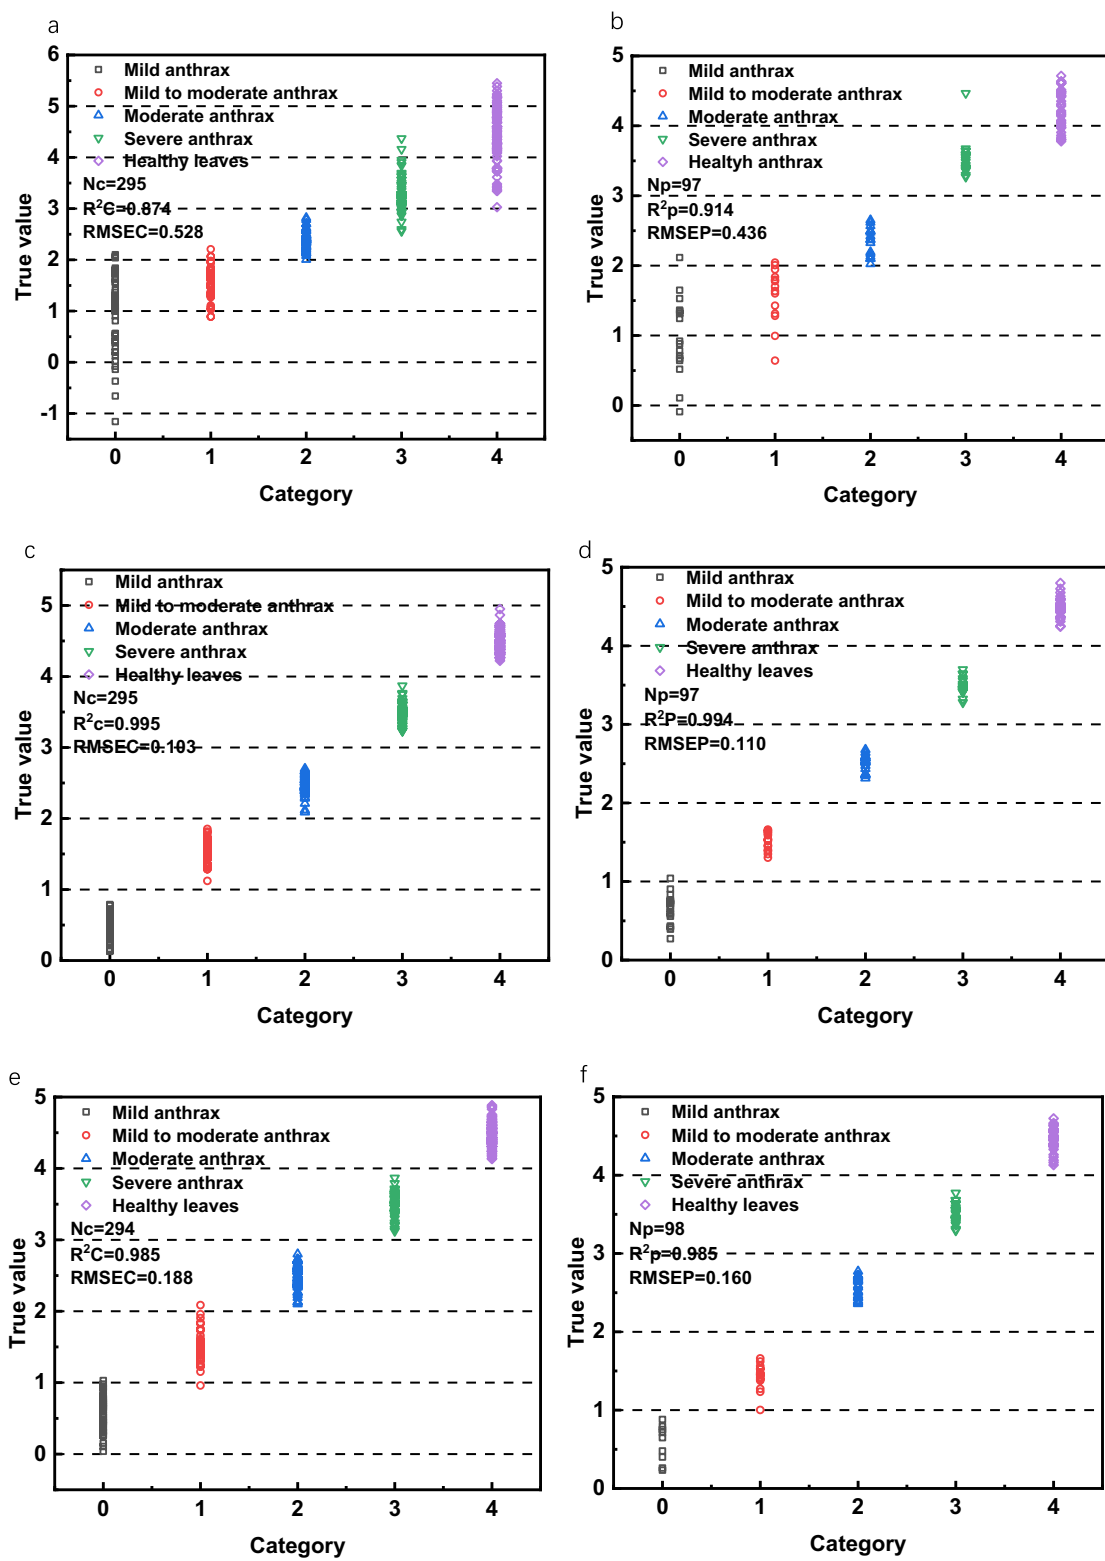 a
6
5
4
3
2
1
0
-1
True value
Mild anthrax
Mild to moderate anthrax
Moderate anthrax
Severe anthrax
Healthy leaves
Nc=295
R²C=0.874
RMSEC=0.528
0 1 2 3 4
Category
b
5
4
3
2
1
0
True value
Mild anthrax
Mild to moderate anthrax
Moderate anthrax
Severe anthrax
Healtyh anthrax
Np=97
R²p=0.914
RMSEP=0.436
0 1 2 3 4
Category
c
5
4
3
2
1
0
True value
Mild anthrax
Mild to moderate anthrax
Moderate anthrax
Severe anthrax
Healthy leaves
Nc=295
R²c=0.995
RMSEC=0.103
0 1 2 3 4
Category
d
5
4
3
2
1
0
True value
Mild anthrax
Mild to moderate anthrax
Moderate anthrax
Severe anthrax
Healthy leaves
Np=97
R²P=0.994
RMSEP=0.110
0 1 2 3 4
Category
e
5
4
3
2
1
0
True value
Mild anthrax
Mild to moderate anthrax
Moderate anthrax
Severe anthrax
Healthy leaves
Nc=294
R²C=0.985
RMSEC=0.188
0 1 2 3 4
Category
f
5
4
3
2
1
0
True value
Mild anthrax
Mild to moderate anthrax
Moderate anthrax
Severe anthrax
Healthy leaves
Np=98
R²p=0.985
RMSEP=0.160
0 1 2 3 4
Category